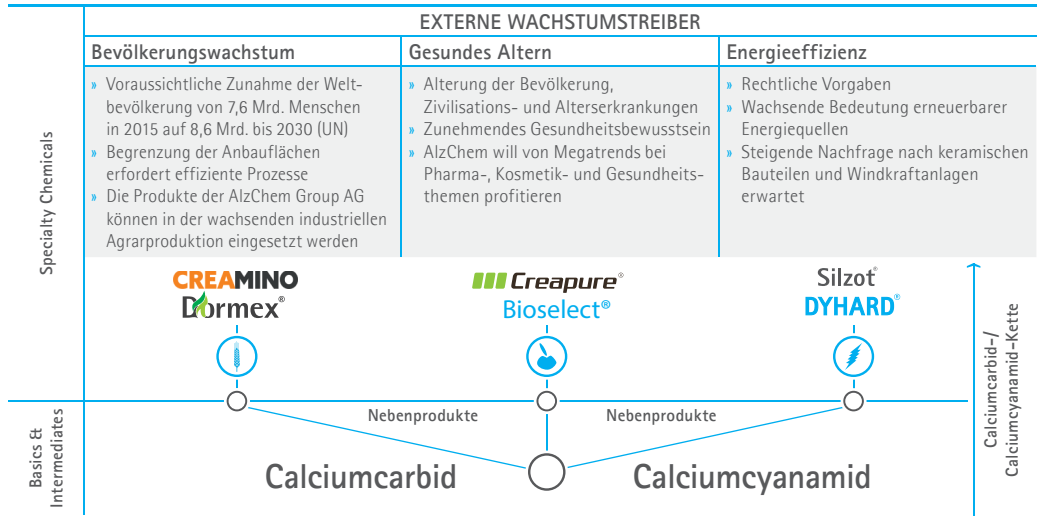 EXTERNE WACHSTUMSTREIBER
Bevölkerungswachstum
» Voraussichtliche Zunahme der Welt-
bevölkerung von 7,6 Mrd. Menschen
in 2015 auf 8,6 Mrd. bis 2030 (UN)
» Begrenzung der Anbauflächen
erfordert effiziente Prozesse
» Die Produkte der AlzChem Group AG
können in der wachsenden industriellen
Agrarproduktion eingesetzt werden
Gesundes Altern
» Alterung der Bevölkerung,
Zivilisations- und Alterserkrankungen
» Zunehmendes Gesundheitsbewusstsein
» AlzChem will von Megatrends bei
Pharma-, Kosmetik- und Gesundheits-
themen profitieren
Energieeffizienz
» Rechtliche Vorgaben
» Wachsende Bedeutung erneuerbarer
Energiequellen
» Steigende Nachfrage nach keramischen
Bauteilen und Windkraftanlagen
erwartet
Specialty Chemicals
CREAMINO
Dormex®
Creapure®
Bioselect®
Silzot®
DYHARD®
Nebenprodukte
Nebenprodukte
Basics &
Intermediates
Calciumcarbid
Calciumcyanamid
Calciumcarbid-/
Calciumcyanamid-Kette